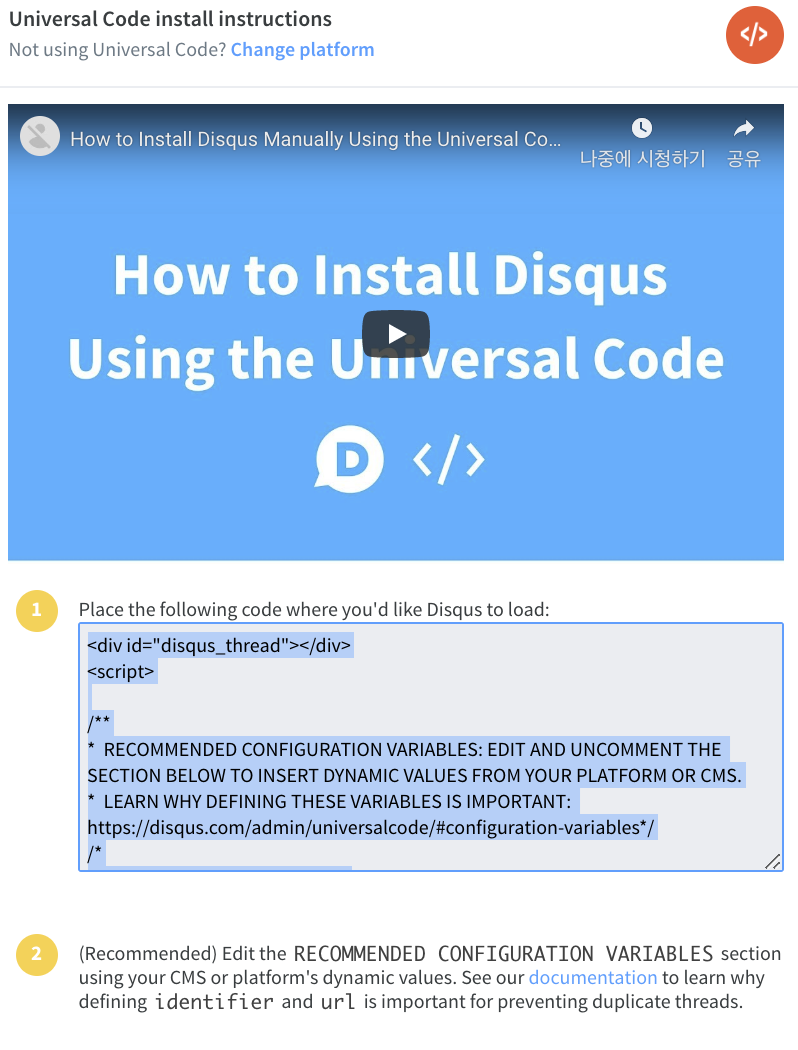 Universal Code install instructions
Not using Universal Code? Change platform
</>
How to Install Disqus Manually Using the Universal Co...
나중에 시청하기
공유
How to Install Disqus
Using the Universal Code
D </>
1
Place the following code where you'd like Disqus to load:
<div id="disqus_thread"></div>
<script>
/**
*  RECOMMENDED CONFIGURATION VARIABLES: EDIT AND UNCOMMENT THE
SECTION BELOW TO INSERT DYNAMIC VALUES FROM YOUR PLATFORM OR CMS.
*  LEARN WHY DEFINING THESE VARIABLES IS IMPORTANT:
https://disqus.com/admin/universalcode/#configuration-variables*/
/*
2
(Recommended) Edit the RECOMMENDED CONFIGURATION VARIABLES section
using your CMS or platform's dynamic values. See our documentation to learn why
defining identifier and url is important for preventing duplicate threads.